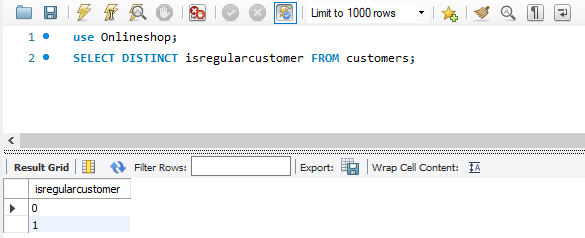 Limit to 1000 rows
1 use Onlineshop;
2 SELECT DISTINCT isregularcustomer FROM customers;
Result Grid Filter Rows: Export: Wrap Cell Content: IA
isregularcustomer
0
1